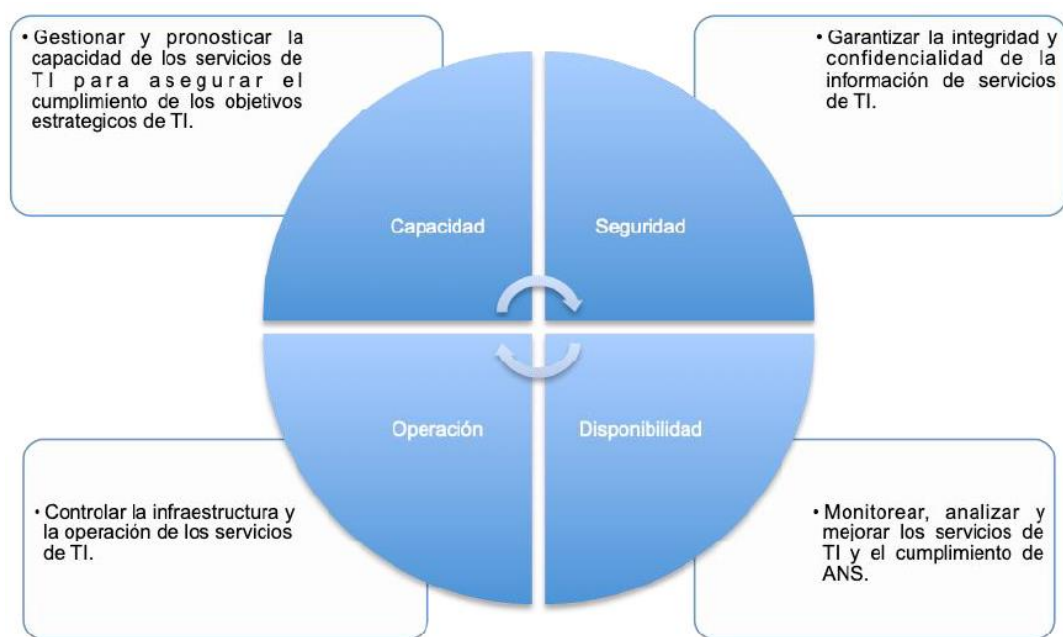 • Gestionar y pronosticar la
capacidad de los servicios de
TI para asegurar el
cumplimiento de los objetivos
estrategicos de TI.
• Garantizar la integridad y
confidencialidad de la
información de servicios
de TI.
Capacidad
Seguridad
Operación
Disponibilidad
• Controlar la infraestructura y
la operación de los servicios
de TI.
• Monitorear, analizar y
mejorar los servicios de
TI y el cumplimiento de
ANS.